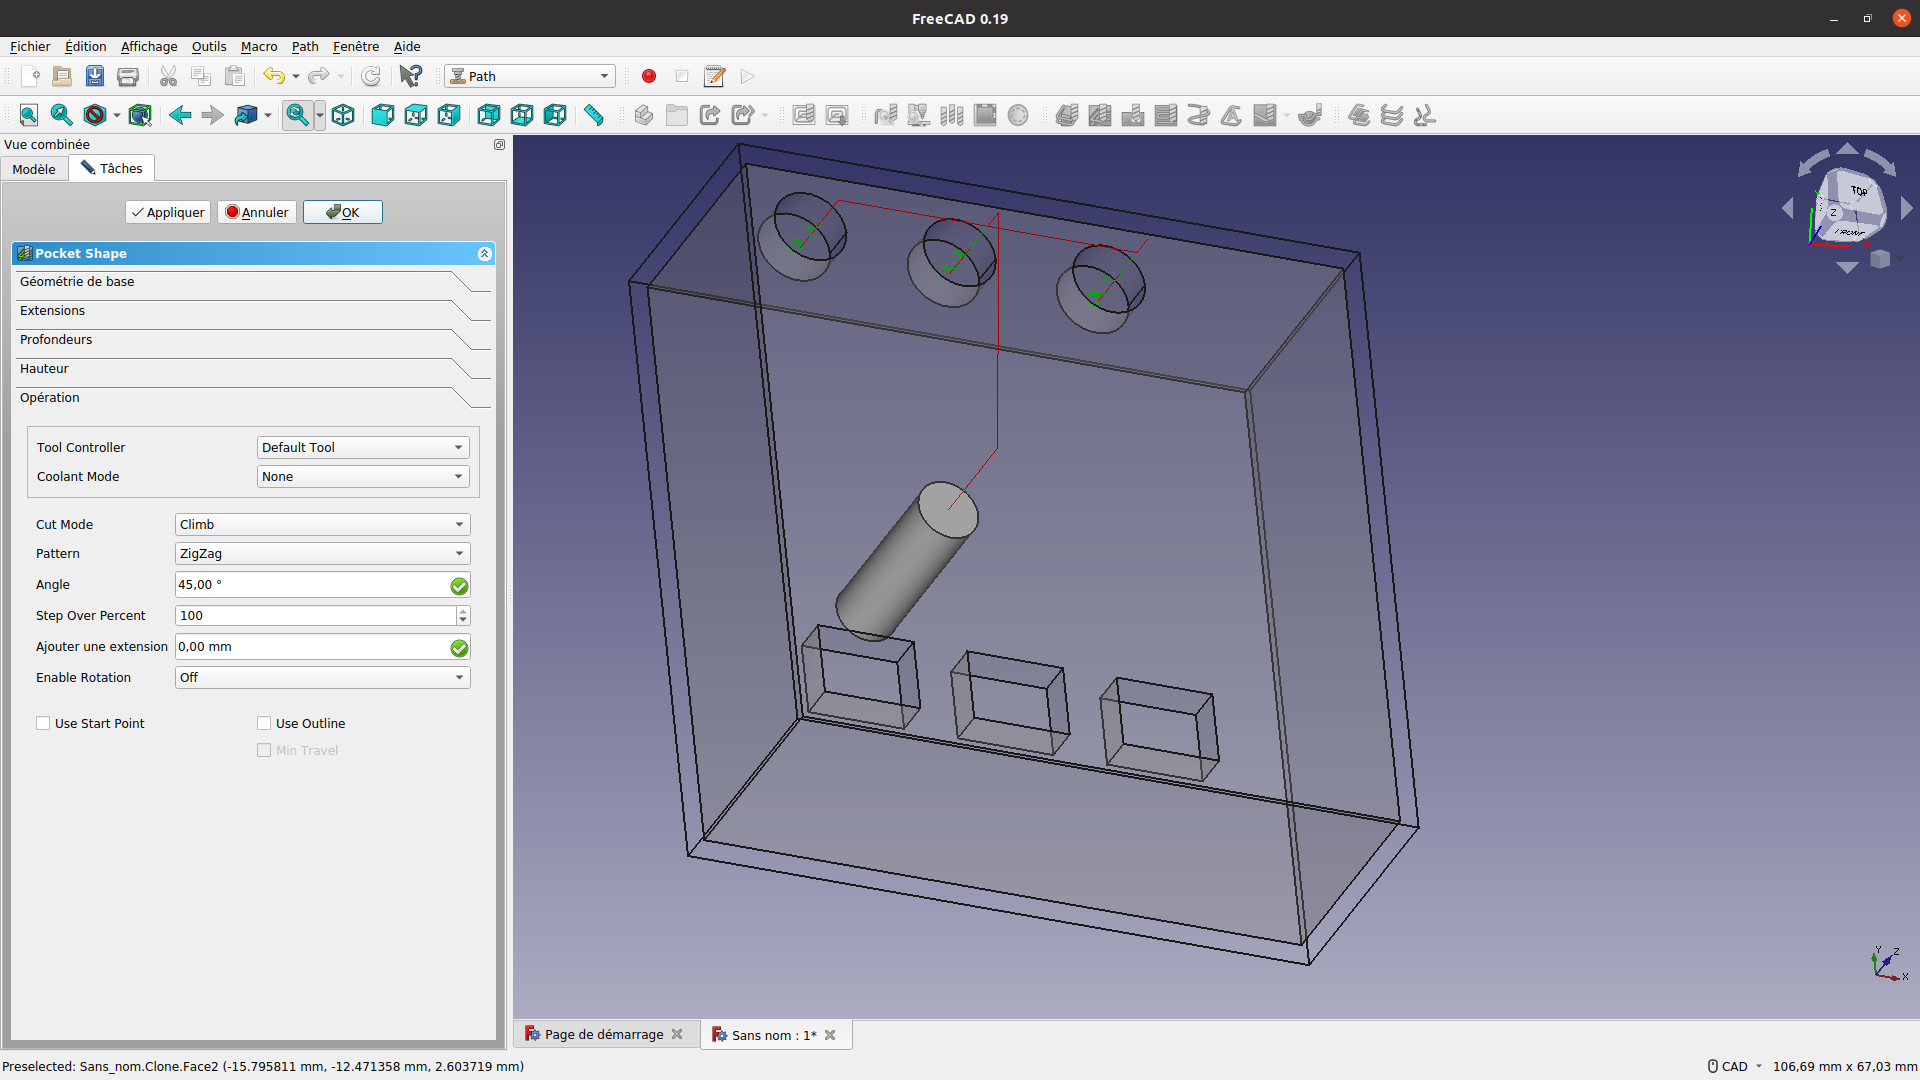 FreeCAD 0.19
Fichier Édition Affichage Outils Macro Path Fenêtre Aide
Path
Vue combinée
Modèle Tâches
Appliquer Annuler OK
Pocket Shape
Géométrie de base
Extensions
Profondeurs
Hauteur
Opération
Tool Controller Default Tool
Coolant Mode None
Cut Mode Climb
Pattern ZigZag
Angle 45,00 °
Step Over Percent 100
Ajouter une extension 0,00 mm
Enable Rotation Off
Use Start Point Use Outline
Min Travel
TOP
Z
FRONT
X
Y
Z
X
Page de démarrage Sans nom : 1*
Preselected: Sans_nom.Clone.Face2 (-15.795811 mm, -12.471358 mm, 2.603719 mm) CAD 106,69 mm x 67,03 mm